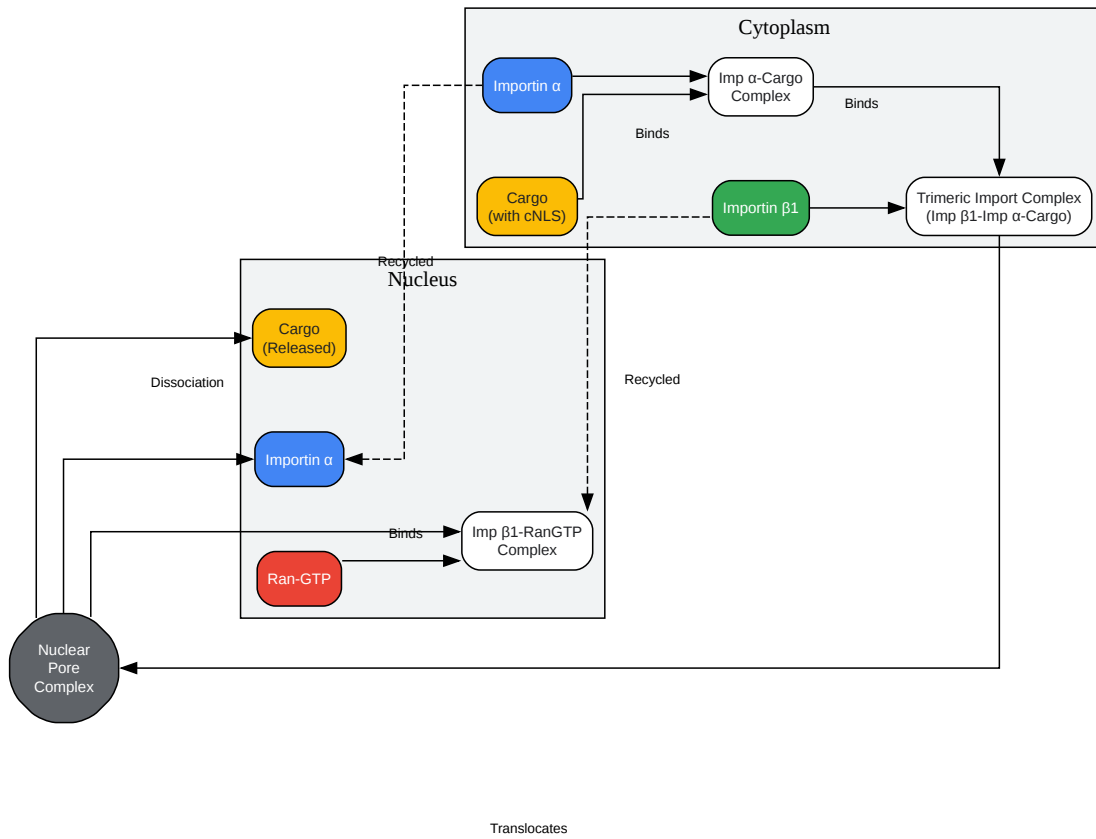 Cytoplasm
Importin α
Imp α-Cargo
Complex
Binds
Binds
Cargo
(with cNLS)
Importin β1
Trimeric Import Complex
(Imp β1-Imp α-Cargo)
Recycled
Nucleus
Cargo
(Released)
Dissociation
Recycled
Importin α
Binds
Imp β1-RanGTP
Complex
Ran-GTP
Nuclear
Pore
Complex
Translocates